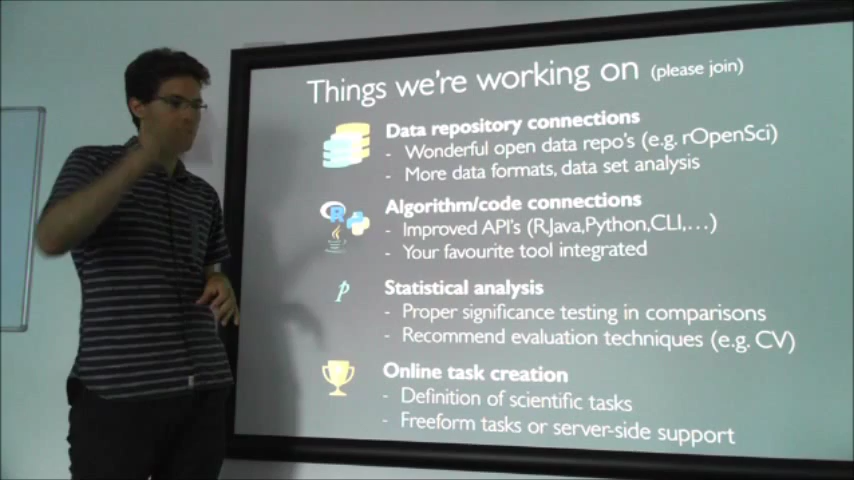 Things we're working on (please join)
Data repository connections
- Wonderful open data repo's (e.g. rOpenSci)
- More data formats, data set analysis
Algorithm/code connections
- Improved API's (R,Java,Python,CLI,...)
- Your favourite tool integrated
Statistical analysis
- Proper significance testing in comparisons
- Recommend evaluation techniques (e.g. CV)
Online task creation
- Definition of scientific tasks
- Freeform tasks or server-side support
R
Java
p